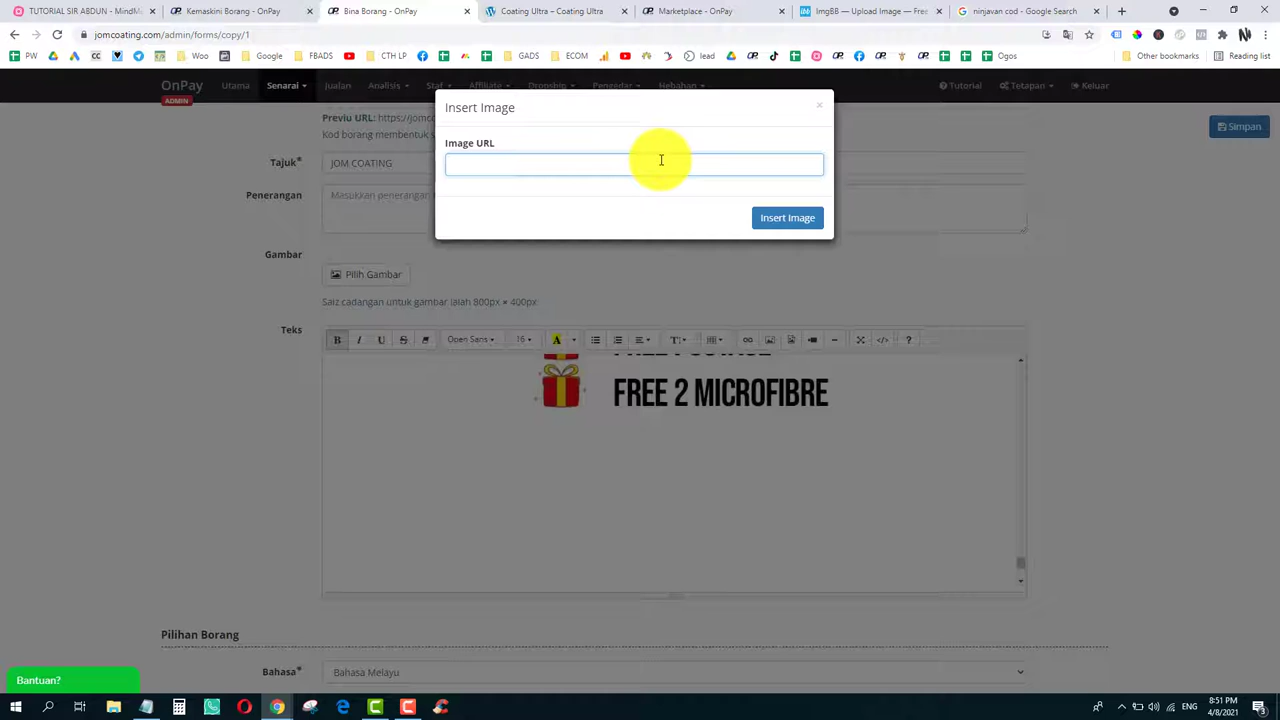 TUTORIAL SIR ABDUN - MindM
Kemaskini Borang - OnPay
Bina Borang - OnPay
Coating Ultra – Coating Ultra
Marketplace - OnPay
ImgBB — Upload Image — Free
ninjavan cod - Google Search
jomcoating.com/admin/forms/copy/1
PW
Google
FBADS
CTH LP
ECOM
lead
Ogos
Woo
Other bookmarks
Reading list
OnPay
ADMIN
Utama
Senarai
Jualan
Analisis
Staf
Affiliate
Dropship
Pengedar
Hebahan
Tutorial
Tetapan
Keluar
Insert Image
×
Previu URL: https://jomco
Kod borang membentuk s
Simpan
Image URL
Tajuk*
JOM COATING
Penerangan
Masukkan penerangan
Insert Image
Gambar
Pilih Gambar
Saiz cadangan untuk gambar ialah 800px × 400px
Teks
B I U S Open Sans 16 A
FREE 2 MICROFIBRE
Pilihan Borang
Bahasa*
Bahasa Melayu
Bantuan?
ENG
8:51 PM
4/8/2021